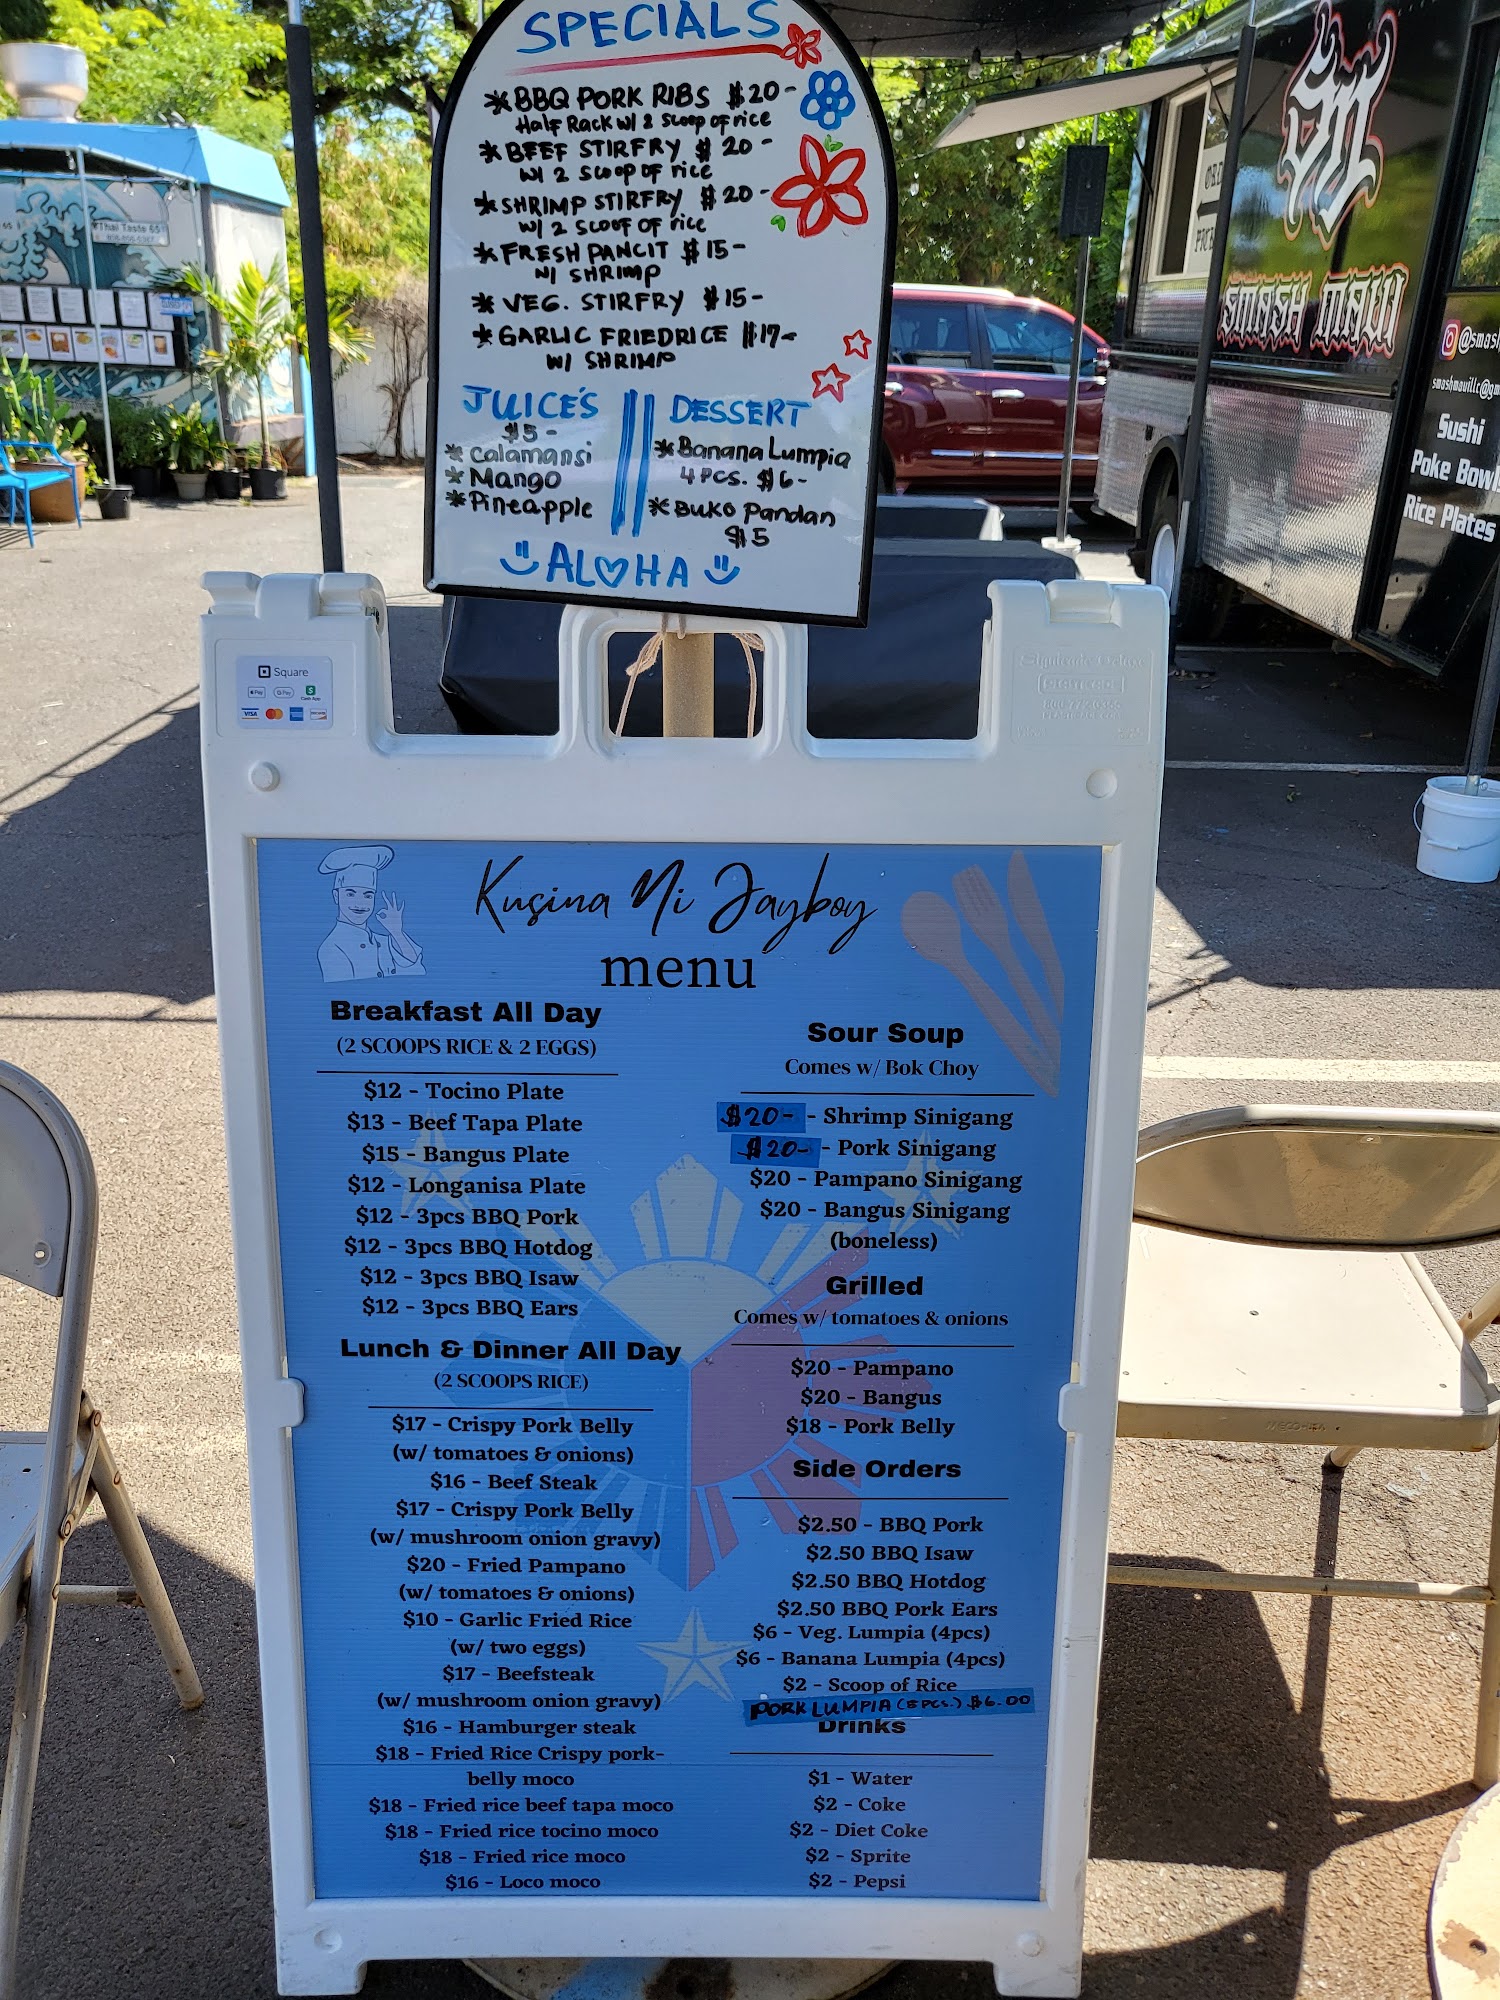 SPECIALS
*BBQ PORK RIBS $20-
Half Rack w/ 2 scoop of rice
*BEEF STIRFRY $20-
w/ 2 scoop of rice
*SHRIMP STIRFRY $20-
w/ 2 SCOOP OF rice
*FRESH PANCIT $15-
w/ SHRIMP
*VEG. STIRFRY $15-
*GARLIC FRIEDRICE $17-
w/ SHRIMP
JUICE'S
$5-
*Calamansi
*Mango
*Pineapple
DESSERT
*Banana Lumpia
4 PCS. $6-
*BUKO Pandan
$5
ALOHA
Square
Pay
G Pay
Cash App
VISA
Thai Taste
SMASH MAUI
Sushi
Poke Bowl
Rice Plates
Kusina Ni Jayboy
menu
Breakfast All Day
(2 SCOOPS RICE & 2 EGGS)
$12 - Tocino Plate
$13 - Beef Tapa Plate
$15 - Bangus Plate
$12 - Longanisa Plate
$12 - 3pcs BBQ Pork
$12 - 3pcs BBQ Hotdog
$12 - 3pcs BBQ Isaw
$12 - 3pcs BBQ Ears
Lunch & Dinner All Day
(2 SCOOPS RICE)
$17 - Crispy Pork Belly
(w/ tomatoes & onions)
$16 - Beef Steak
$17 - Crispy Pork Belly
(w/ mushroom onion gravy)
$20 - Fried Pampano
(w/ tomatoes & onions)
$10 - Garlic Fried Rice
(w/ two eggs)
$17 - Beefsteak
(w/ mushroom onion gravy)
$16 - Hamburger steak
$18 - Fried Rice Crispy pork-
belly moco
$18 - Fried rice beef tapa moco
$18 - Fried rice tocino moco
$18 - Fried rice moco
$16 - Loco moco
Sour Soup
Comes w/ Bok Choy
$20- - Shrimp Sinigang
$20- - Pork Sinigang
$20 - Pampano Sinigang
$20 - Bangus Sinigang
(boneless)
Grilled
Comes w/ tomatoes & onions
$20 - Pampano
$20 - Bangus
$18 - Pork Belly
Side Orders
$2.50 - BBQ Pork
$2.50 BBQ Isaw
$2.50 BBQ Hotdog
$2.50 BBQ Pork Ears
$6 - Veg. Lumpia (4pcs)
$6 - Banana Lumpia (4pcs)
$2 - Scoop of Rice
PORK LUMPIA (5PCS.) $6.00
Drinks
$1 - Water
$2 - Coke
$2 - Diet Coke
$2 - Sprite
$2 - Pepsi